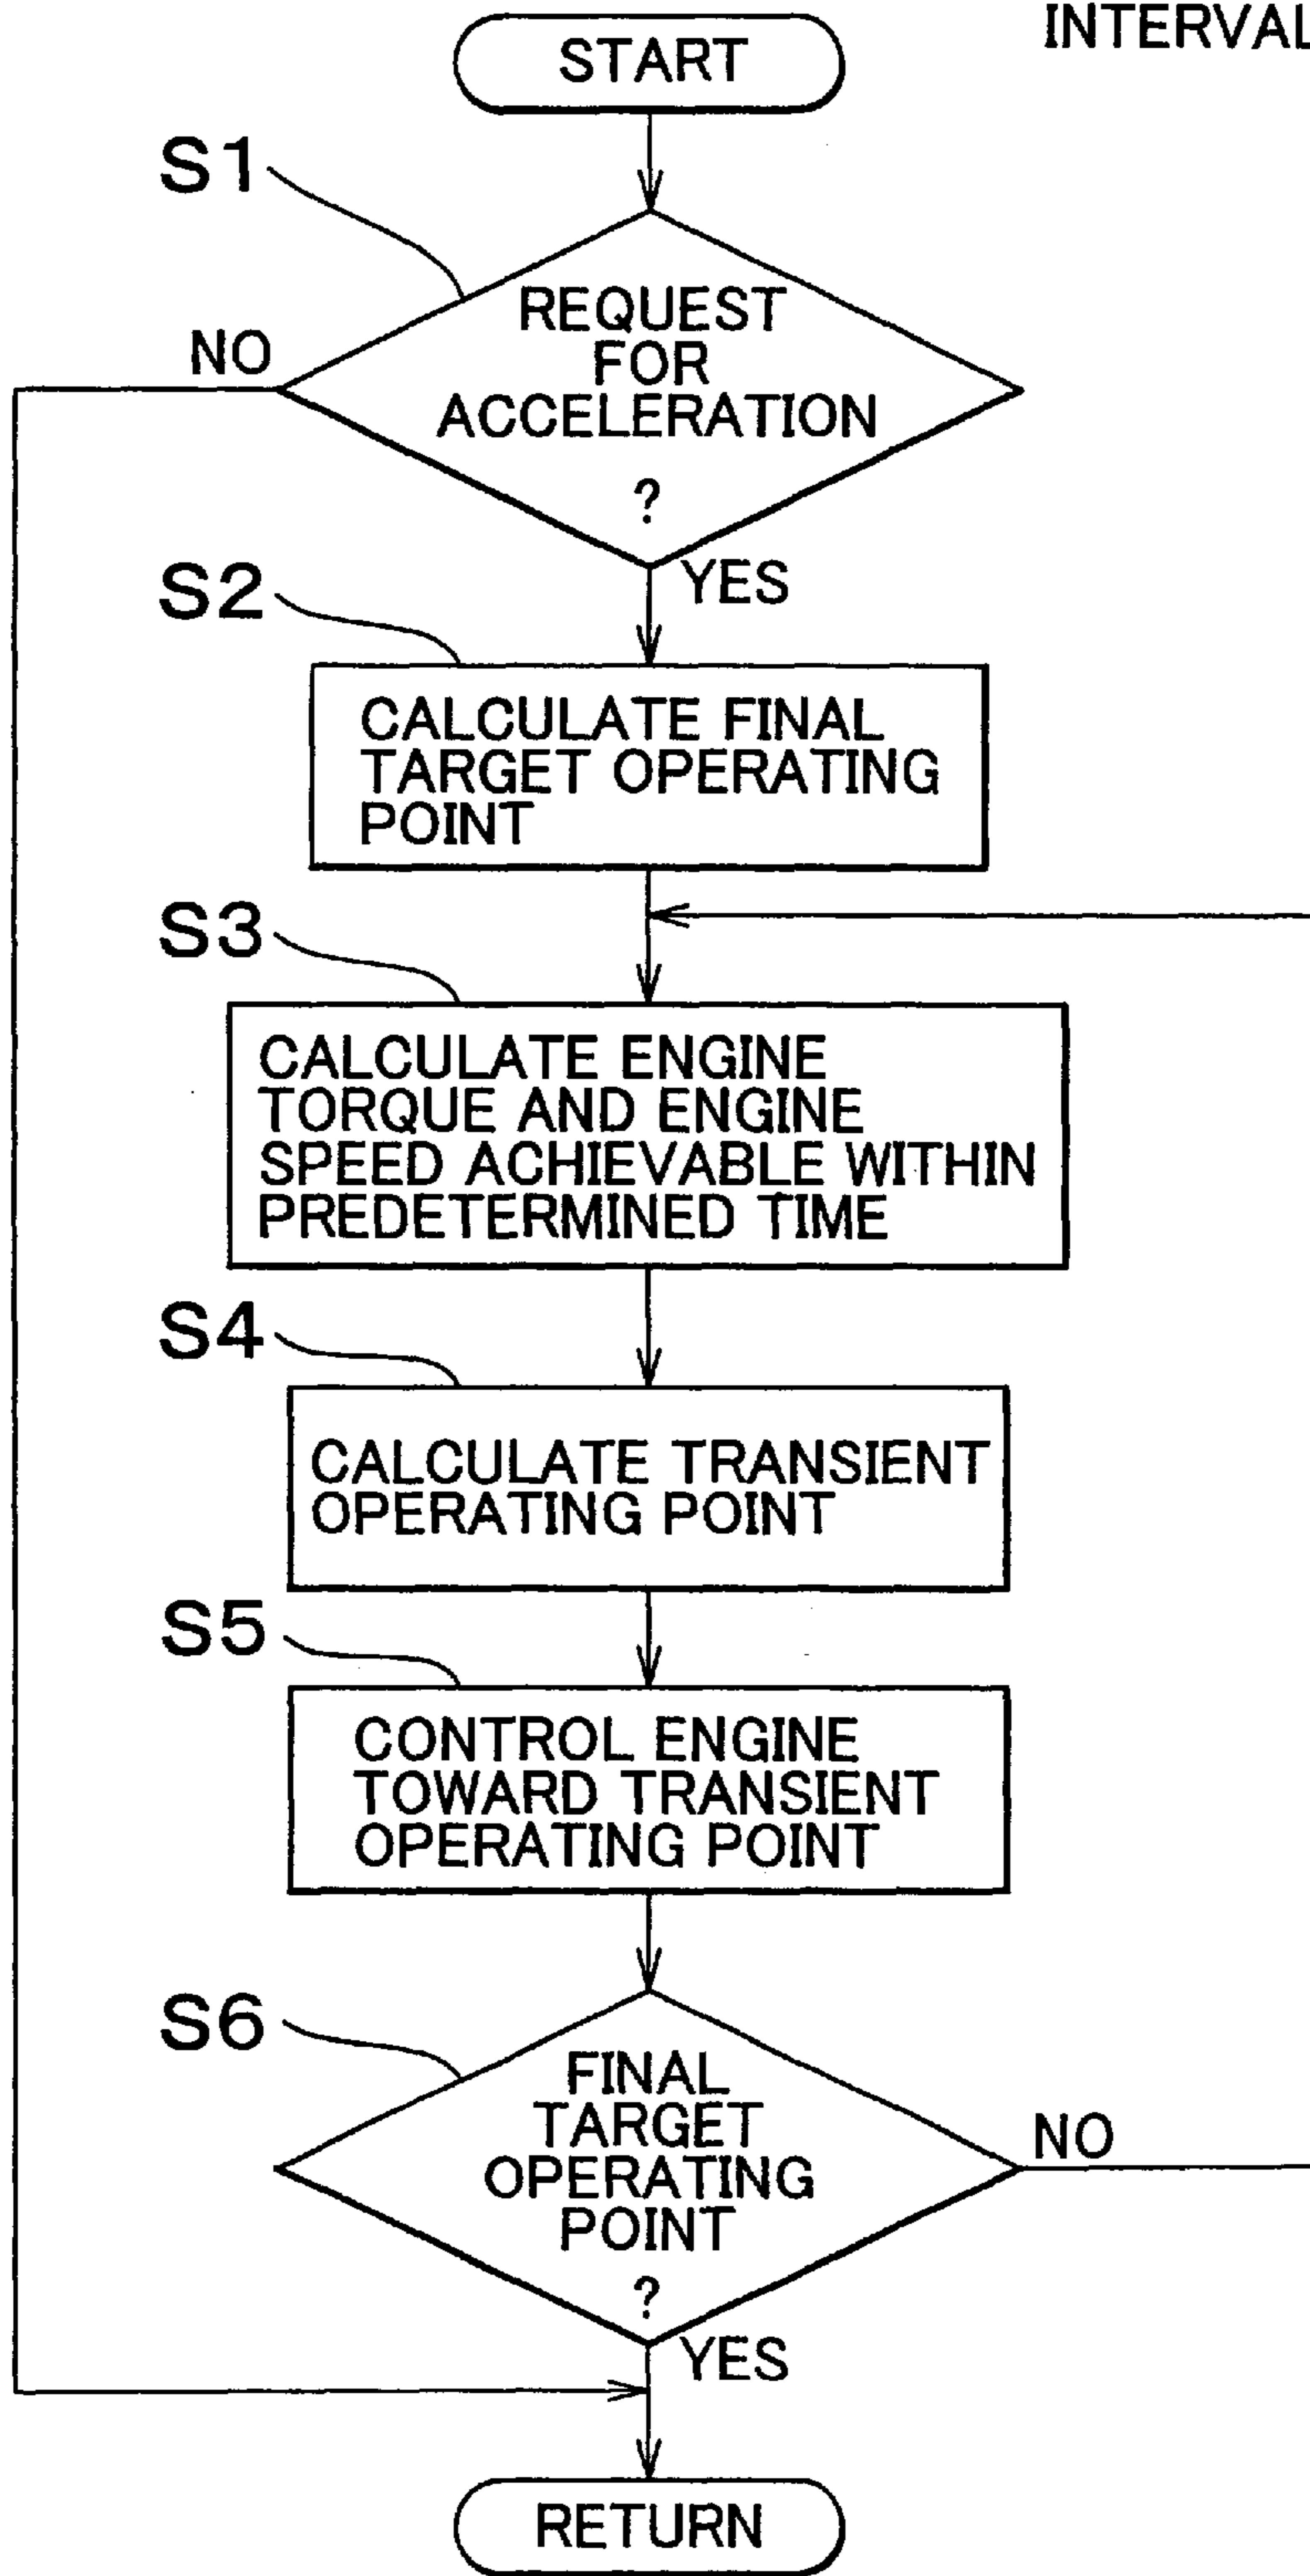 INTERVAL
START
S1
REQUEST
FOR
ACCELERATION
?
NO
YES
S2
CALCULATE FINAL
TARGET OPERATING
POINT
S3
CALCULATE ENGINE
TORQUE AND ENGINE
SPEED ACHIEVABLE WITHIN
PREDETERMINED TIME
S4
CALCULATE TRANSIENT
OPERATING POINT
S5
CONTROL ENGINE
TOWARD TRANSIENT
OPERATING POINT
S6
FINAL
TARGET
OPERATING
POINT
?
NO
YES
RETURN